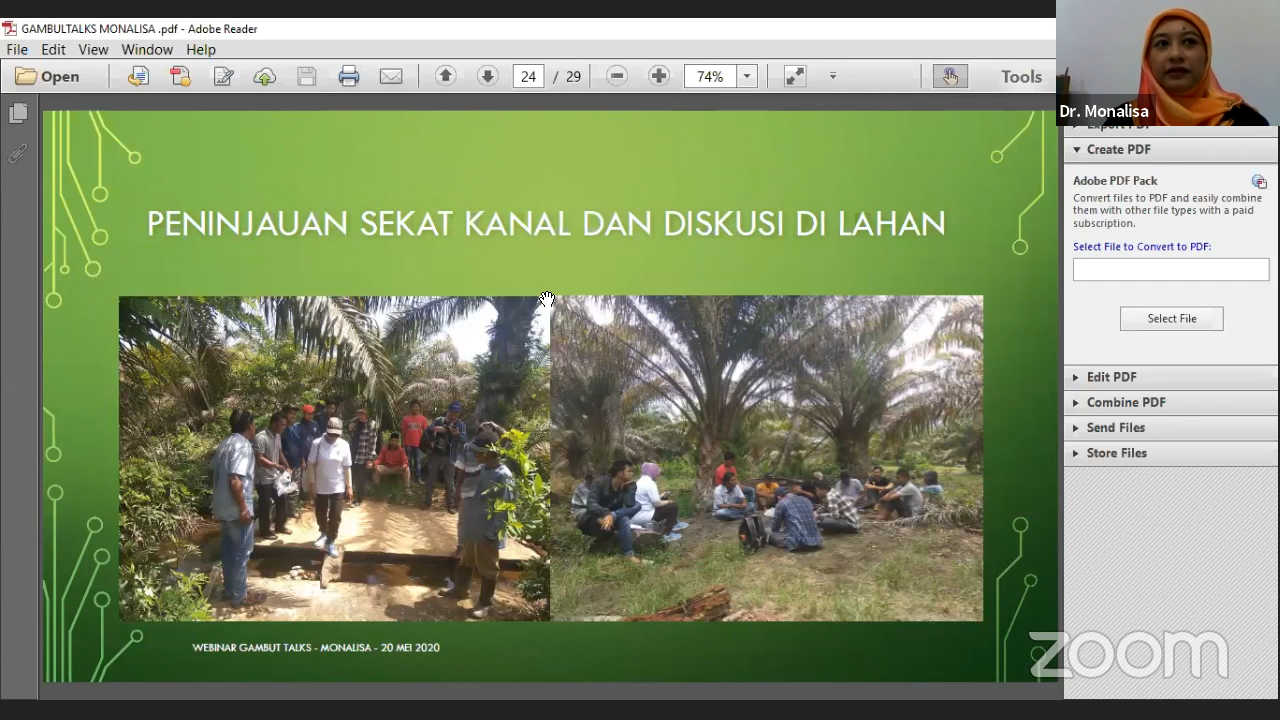 GAMBULTALKS MONALISA .pdf - Adobe Reader
File Edit View Window Help
Open
24 / 29
74%
Tools
Dr. Monalisa
Export PDF
Create PDF
Adobe PDF Pack
Convert files to PDF and easily combine
them with other file types with a paid
subscription.
Select File to Convert to PDF:
Select File
Edit PDF
Combine PDF
Send Files
Store Files
PENINJAUAN SEKAT KANAL DAN DISKUSI DI LAHAN
WEBINAR GAMBUT TALKS - MONALISA - 20 MEI 2020
zoom